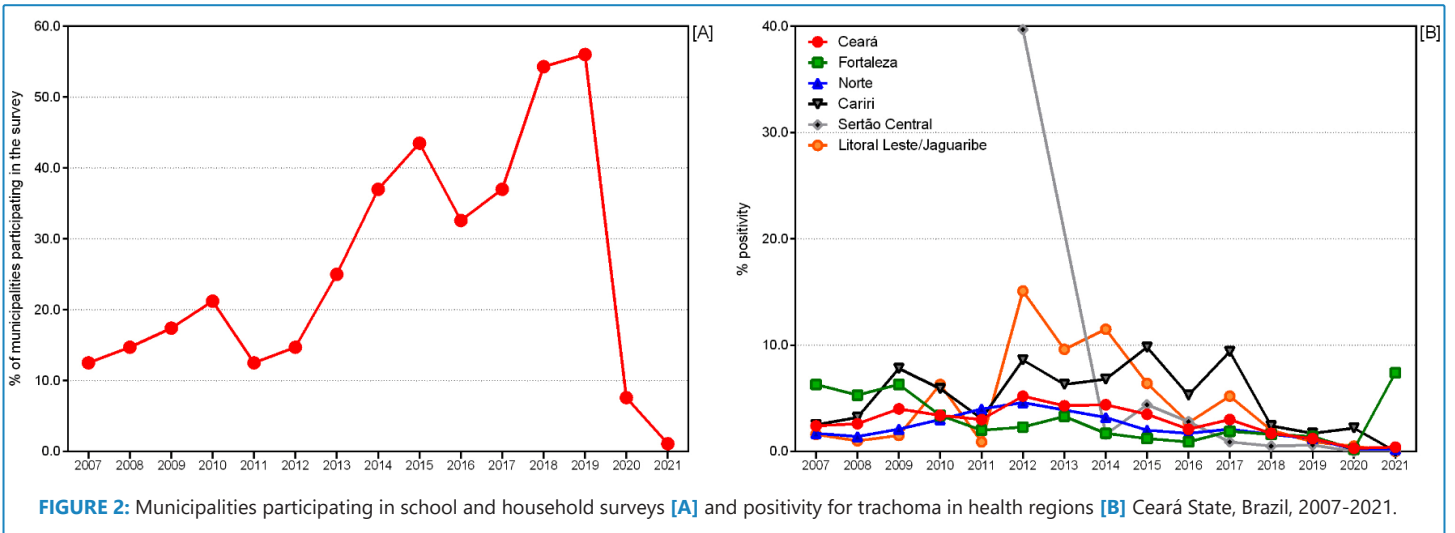 [A]
% of municipalities participating in the survey
60.0
50.0
40.0
30.0
20.0
10.0
0.0
2007 2008 2009 2010 2011 2012 2013 2014 2015 2016 2017 2018 2019 2020 2021
[B]
% positivity
40.0
30.0
20.0
10.0
0.0
Ceará
Fortaleza
Norte
Cariri
Sertão Central
Litoral Leste/Jaguaribe
2007 2008 2009 2010 2011 2012 2013 2014 2015 2016 2017 2018 2019 2020 2021
FIGURE 2: Municipalities participating in school and household surveys [A] and positivity for trachoma in health regions [B] Ceará State, Brazil, 2007-2021.